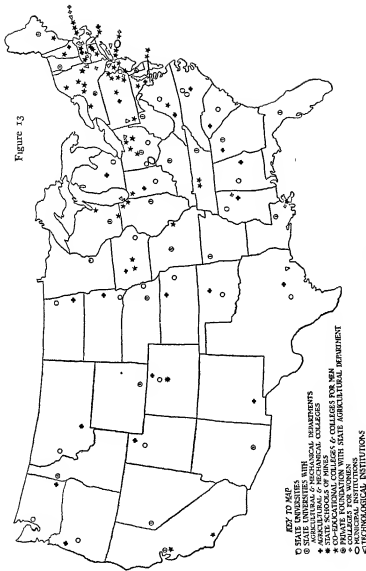 Figure 13
KEY TO MAP
STATE UNIVERSITIES
STATE UNIVERSITIES WITH
AGRICULTURAL & MECHANICAL DEPARTMENTS
AGRICULTURAL & MECHANICAL COLLEGES
STATE SCHOOLS OF MINES
CO-EDUCATIONAL COLLEGES & COLLEGES FOR MEN
PRIVATE FOUNDATION WITH STATE AGRICULTURAL DEPARTMENT
COLLEGES FOR WOMEN
MUNICIPAL INSTITUTIONS
TECHNOLOGICAL INSTITUTIONS